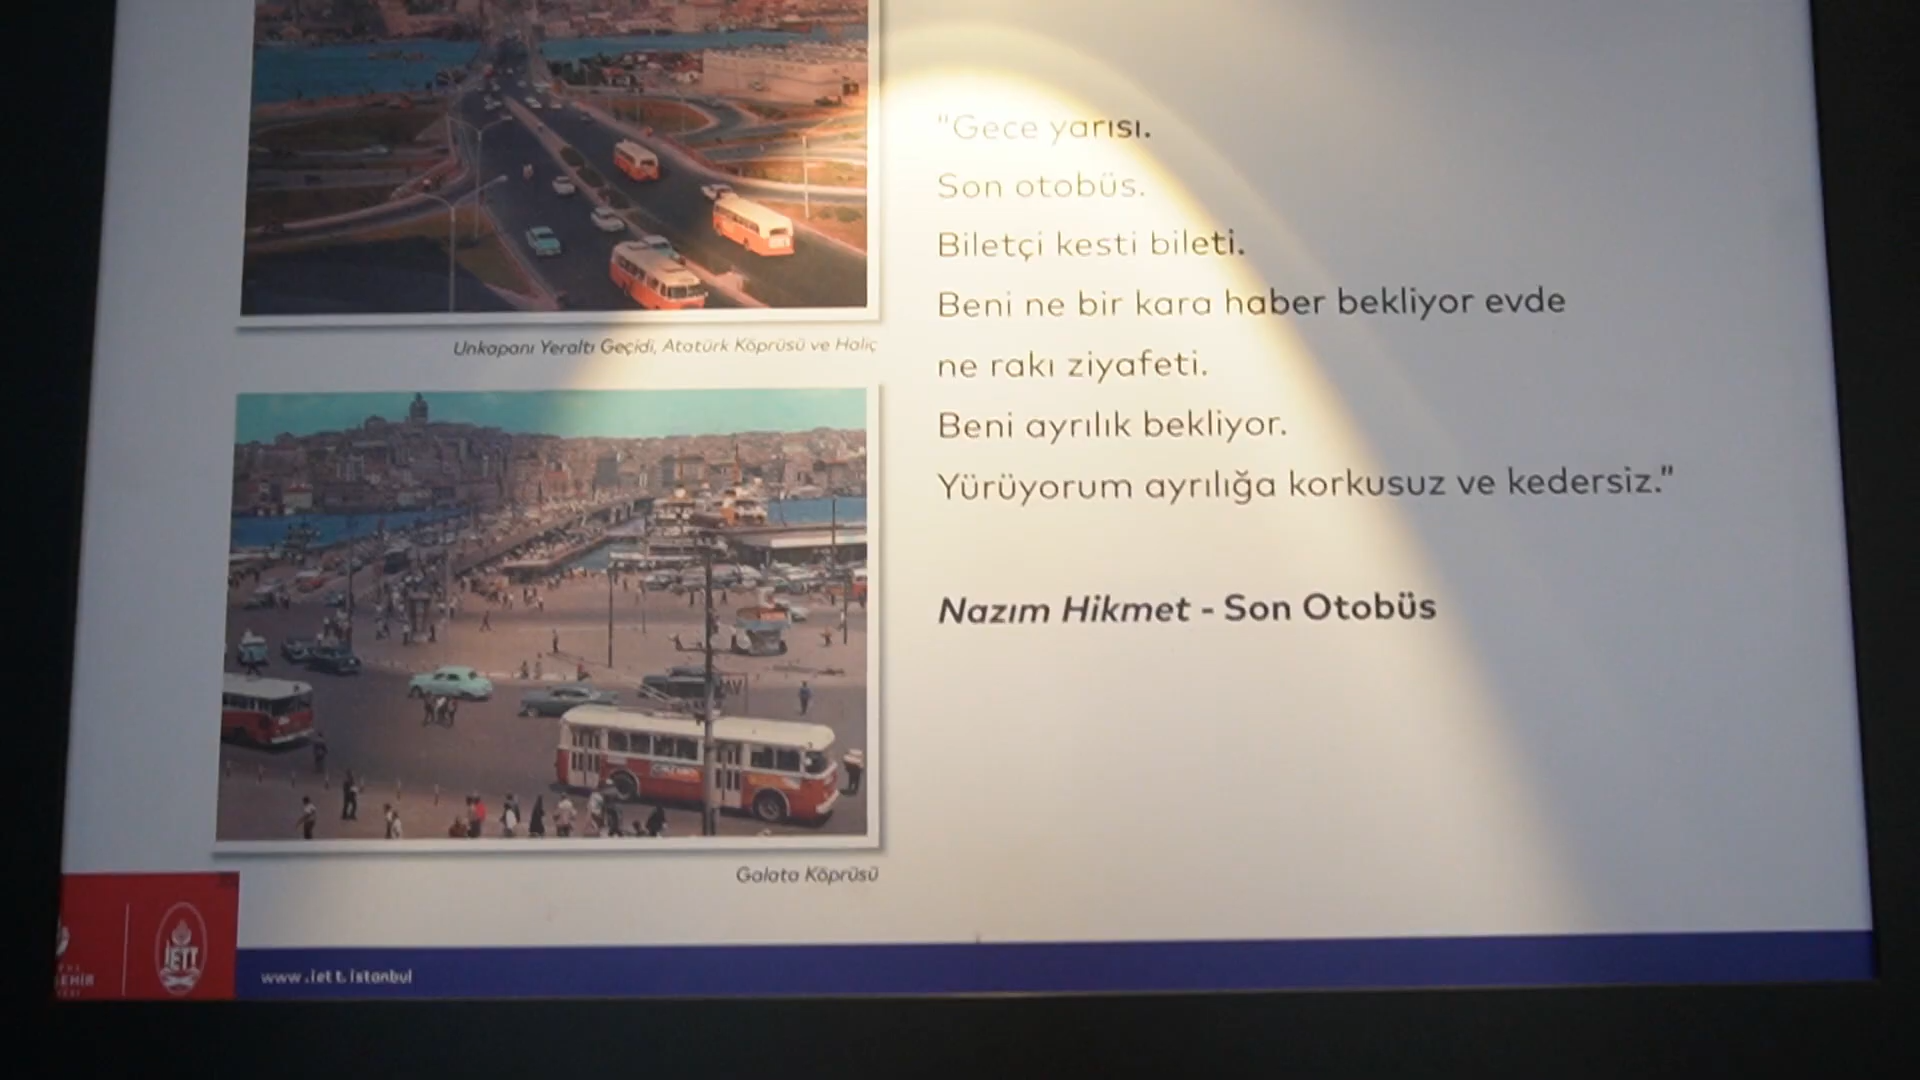 "Gece yarısı.
Son otobüs.
Biletçi kesti bileti.
Beni ne bir kara haber bekliyor evde
ne rakı ziyafeti.
Beni ayrılık bekliyor.
Yürüyorum ayrılığa korkusuz ve kedersiz."
Nazım Hikmet - Son Otobüs
Unkapanı Yeraltı Geçidi, Atatürk Köprüsü ve Haliç
Galata Köprüsü
IETT
www.iett.istanbul